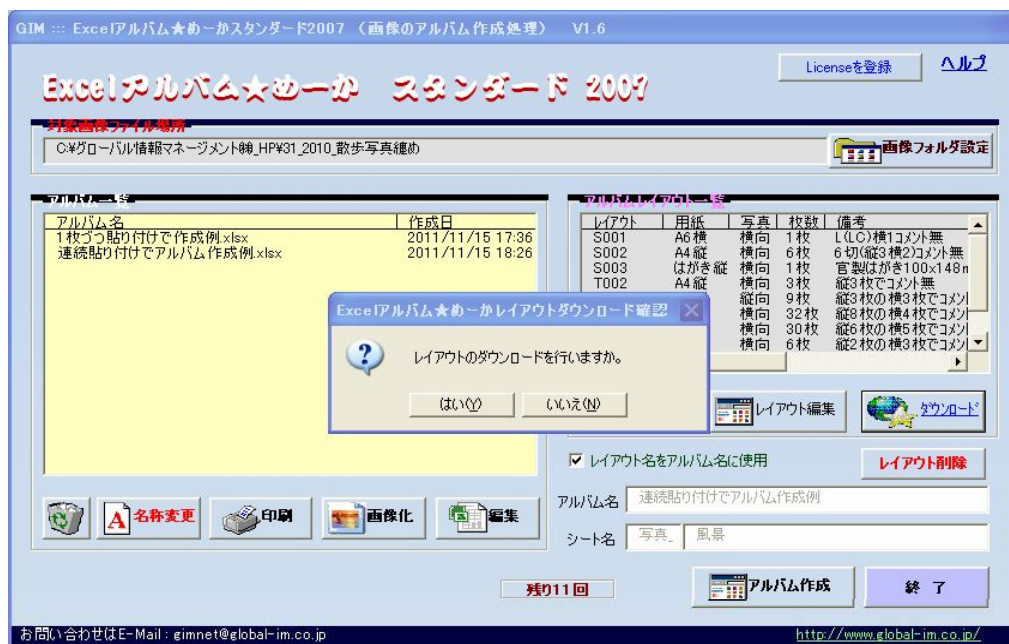 GIM ::: Excelアルバム★めーかスタンダード2007 （画像のアルバム作成処理） V1.6
Licenseを登録 ヘルプ
Excelアルバム★めーか スタンダード 2007
対象画像ファイル場所
C:¥グローバル情報マネージメント㈱_HP¥31_2010_散歩写真纏め
画像フォルダ設定
アルバム一覧
アルバム名 作成日
1枚づつ貼り付けで作成例.xlsx 2011/11/15 17:36
連続貼り付けでアルバム作成例.xlsx 2011/11/15 18:26
アルバムレイアウト一覧
レイアウト 用紙 写真 枚数 備考
S001 A6横 横向 1枚 L(LC)横1コメント無
S002 A4縦 横向 6枚 6切(縦3横2)コメント無
S003 はがき縦 横向 1枚 官製はがき100x148m
T002 A4縦 横向 3枚 縦3枚でコメント無
縦向 9枚 縦3枚の横3枚でコメン
横向 32枚 縦8枚の横4枚でコメン
横向 30枚 縦6枚の横5枚でコメン
横向 6枚 縦2枚の横3枚でコメン
Excelアルバム★めーかレイアウトダウンロード確認
レイアウトのダウンロードを行いますか。
はい(Y) いいえ(N)
レイアウト編集 ダウンロード
レイアウト名をアルバム名に使用 レイアウト削除
アルバム名 連続貼り付けでアルバム作成例
シート名 写真_ 風景
名称変更 印刷 画像化 編集
残り11回
アルバム作成 終 了
お問い合わせはE-Mail : gimnet@global-im.co.jp http://www.global-im.co.jp/